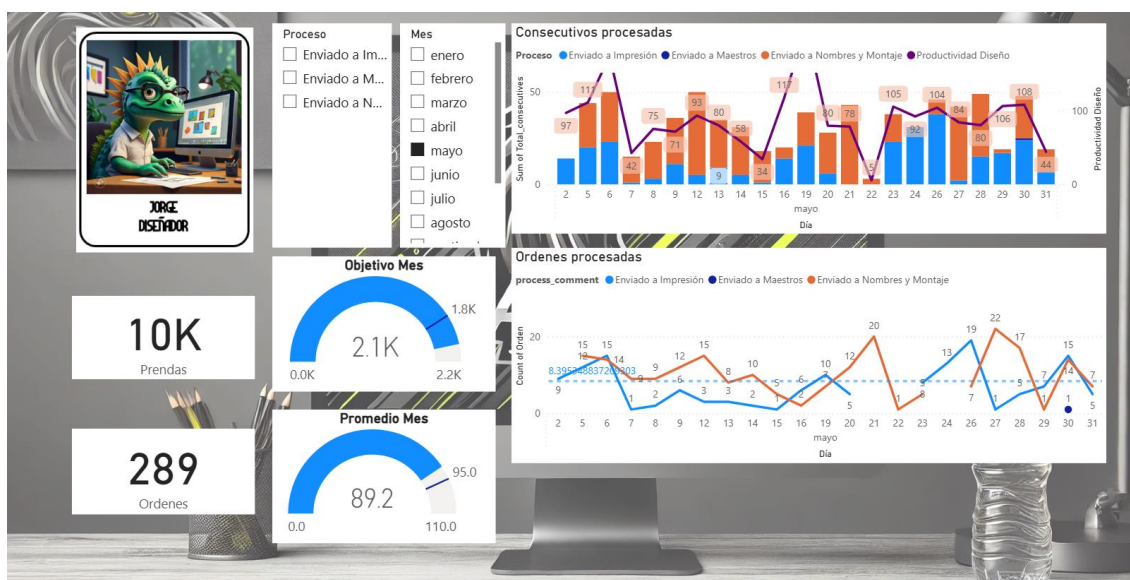 JORGE
DISEÑADOR
Proceso
Enviado a Im...
Enviado a M...
Enviado a N...
Mes
enero
febrero
marzo
abril
mayo
junio
julio
agosto
Consecutivos procesadas
Proceso Enviado a Impresión Enviado a Maestros Enviado a Nombres y Montaje Productividad Diseño
Sum of Total_consecutives
50
0
97
111
42
75
71
93
80
9
58
34
117
80
78
5
105
92
104
84
80
106
108
44
100
0
Productividad Diseño
2 5 6 7 8 9 12 13 14 15 16 19 20 21 22 23 24 26 27 28 29 30 31
mayo
Día
Objetivo Mes
1.8K
2.1K
0.0K
2.2K
10K
Prendas
Promedio Mes
95.0
89.2
0.0
110.0
289
Ordenes
Ordenes procesadas
process_comment Enviado a Impresión Enviado a Maestros Enviado a Nombres y Montaje
Count of Orden
20
0
9
15
12
15
14
1
9
2
9
6
12
3
15
3
8
2
10
1
5
6
2
10
7
5
12
20
1
8
13
19
7
22
1
17
5
7
1
15
14
1
7
5
2 5 6 7 8 9 12 13 14 15 16 19 20 21 22 23 24 26 27 28 29 30 31
mayo
Día